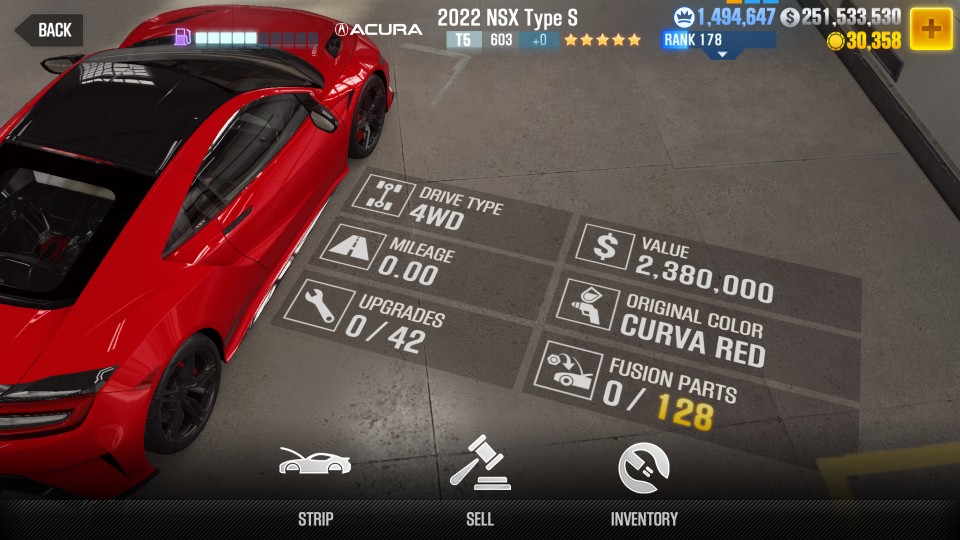 BACK
ACURA
2022 NSX Type S
T5 603 +0
1,494,647
251,533,530
RANK 178
30,358
DRIVE TYPE
4WD
MILEAGE
0.00
UPGRADES
0 / 42
VALUE
2,380,000
ORIGINAL COLOR
CURVA RED
FUSION PARTS
0 / 128
STRIP
SELL
INVENTORY